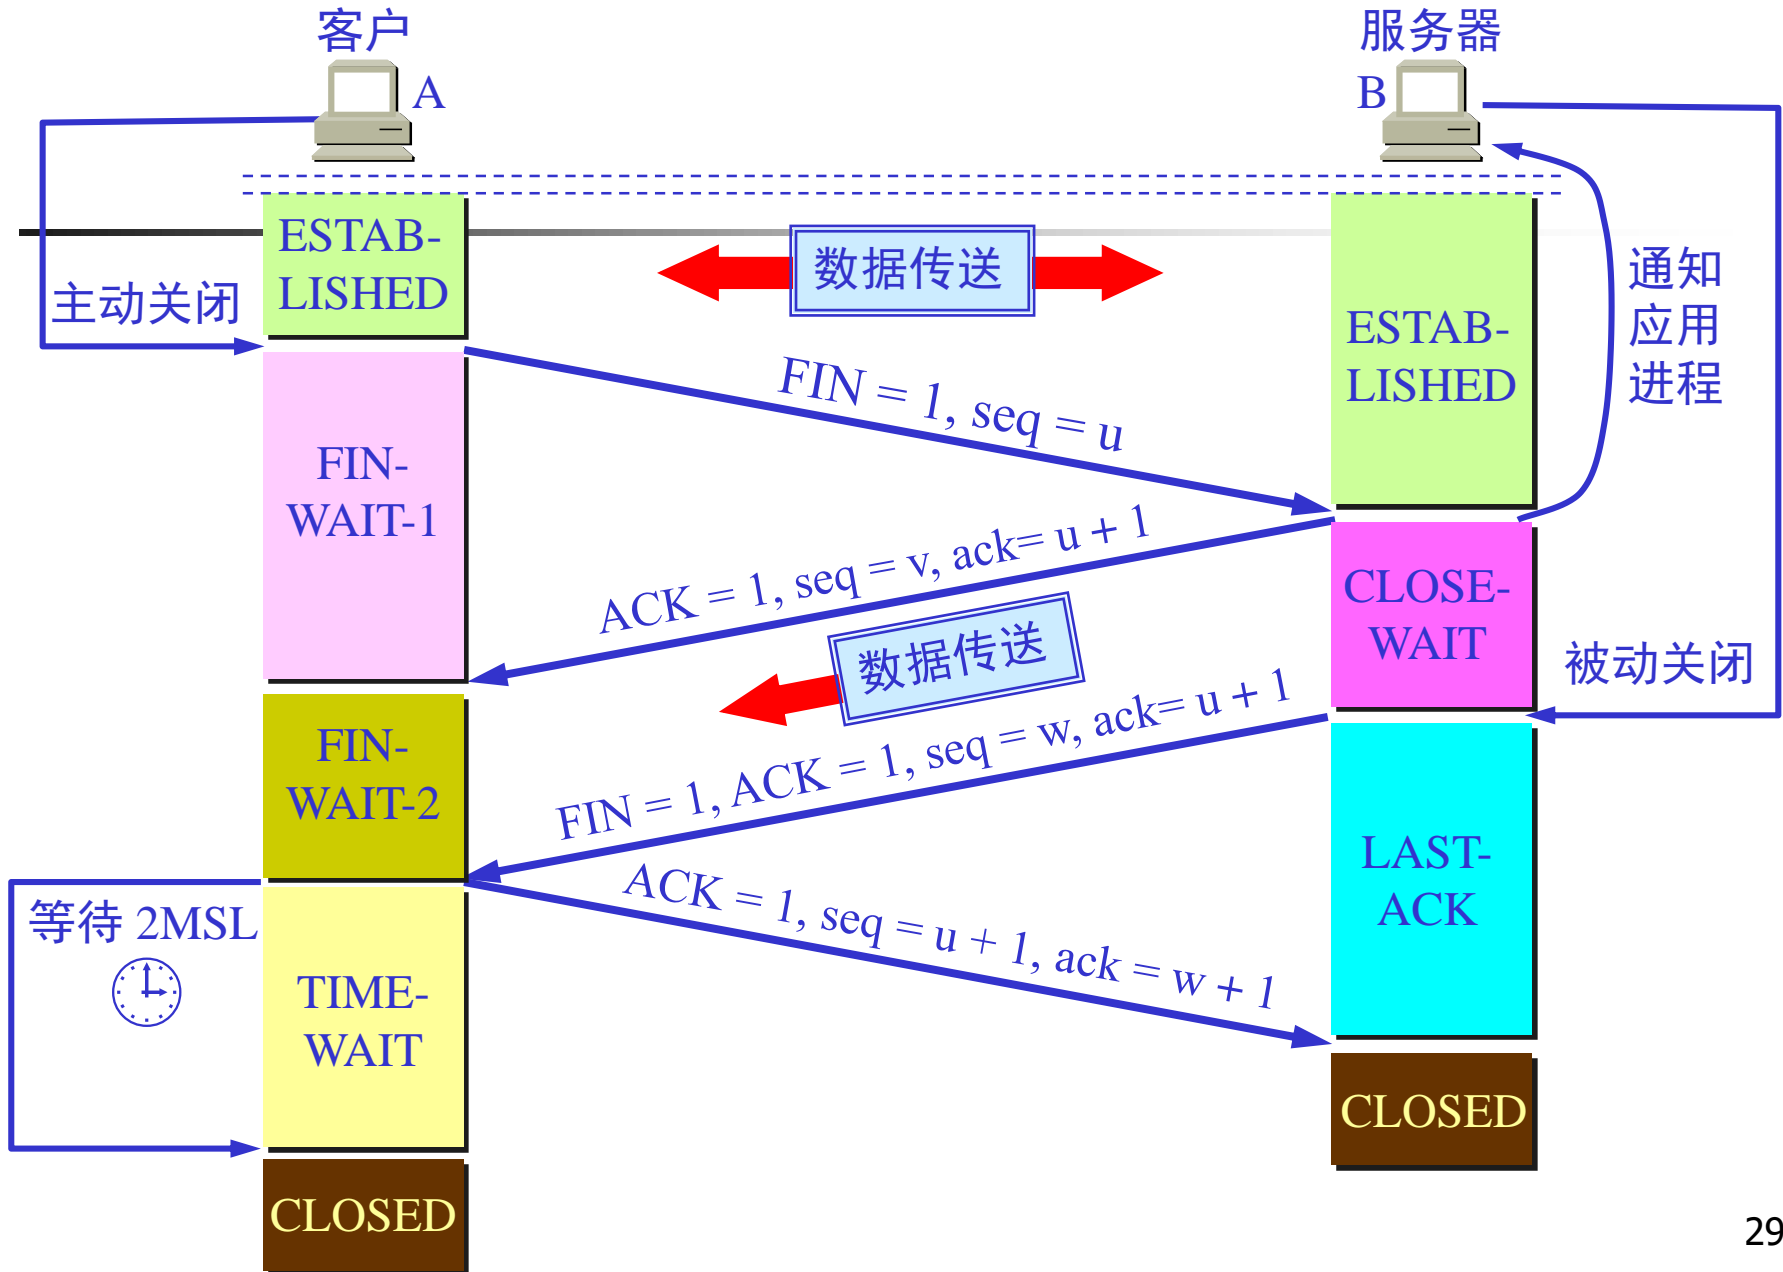 客户
服务器
A
B
ESTAB-
LISHED
数据传送
主动关闭
ESTAB-
LISHED
通知
应用
进程
FIN = 1, seq = u
FIN-
WAIT-1
ACK = 1, seq = v, ack= u + 1
CLOSE-
WAIT
数据传送
被动关闭
FIN = 1, ACK = 1, seq = w, ack= u + 1
FIN-
WAIT-2
LAST-
ACK
ACK = 1, seq = u + 1, ack = w + 1
等待 2MSL
TIME-
WAIT
CLOSED
CLOSED
29